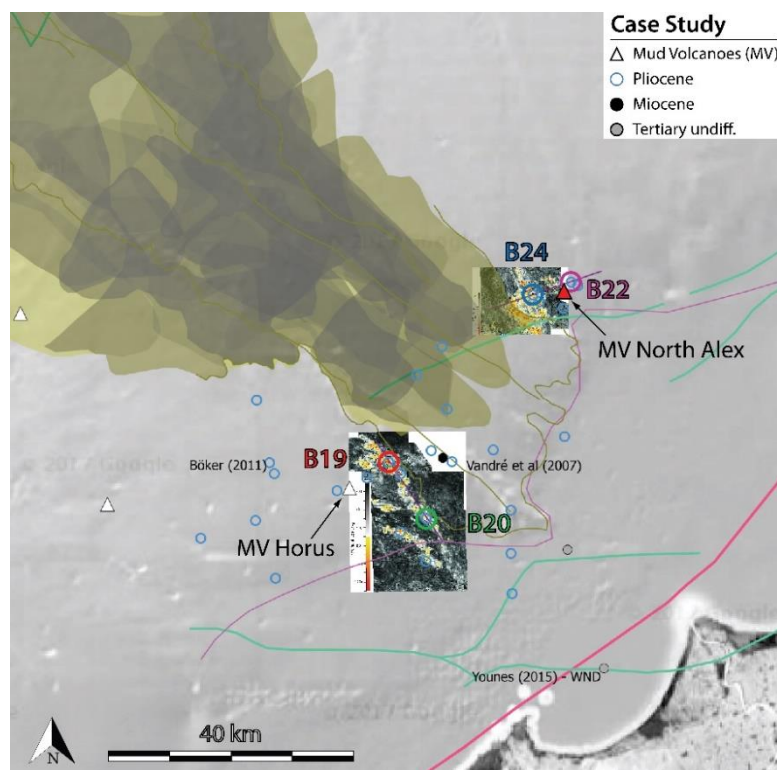 Case Study
Mud Volcanoes (MV)
Pliocene
Miocene
Tertiary undiff.
B24
B22
MV North Alex
B19
Böker (2011)
Vandré et al (2007)
B20
MV Horus
Younes (2015) - WND
40 km
N